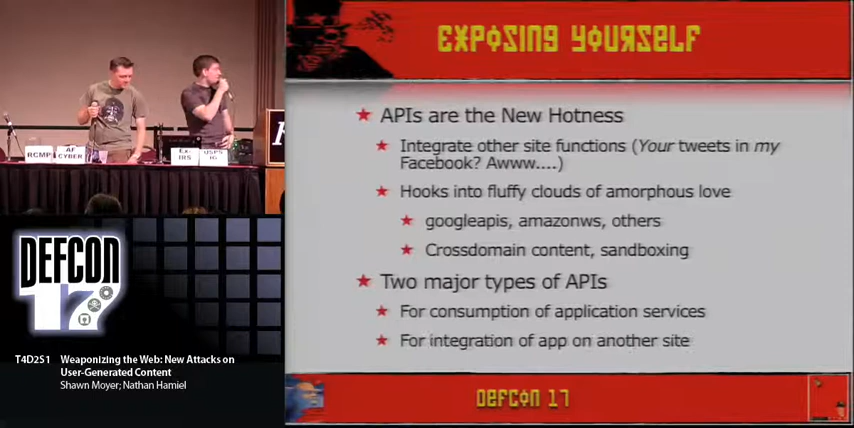 EXPOSING YOURSELF
APIs are the New Hotness
Integrate other site functions (Your tweets in my
Facebook? Awww....)
Hooks into fluffy clouds of amorphous love
googleapis, amazonws, others
Crossdomain content, sandboxing
Two major types of APIs
For consumption of application services
For integration of app on another site
DEFCON 17
RCMP
AF
CYBER
EX-
IRS
USPS
IG
DEFCON
17
T4D2S1 Weaponizing the Web: New Attacks on
User-Generated Content
Shawn Moyer; Nathan Hamiel